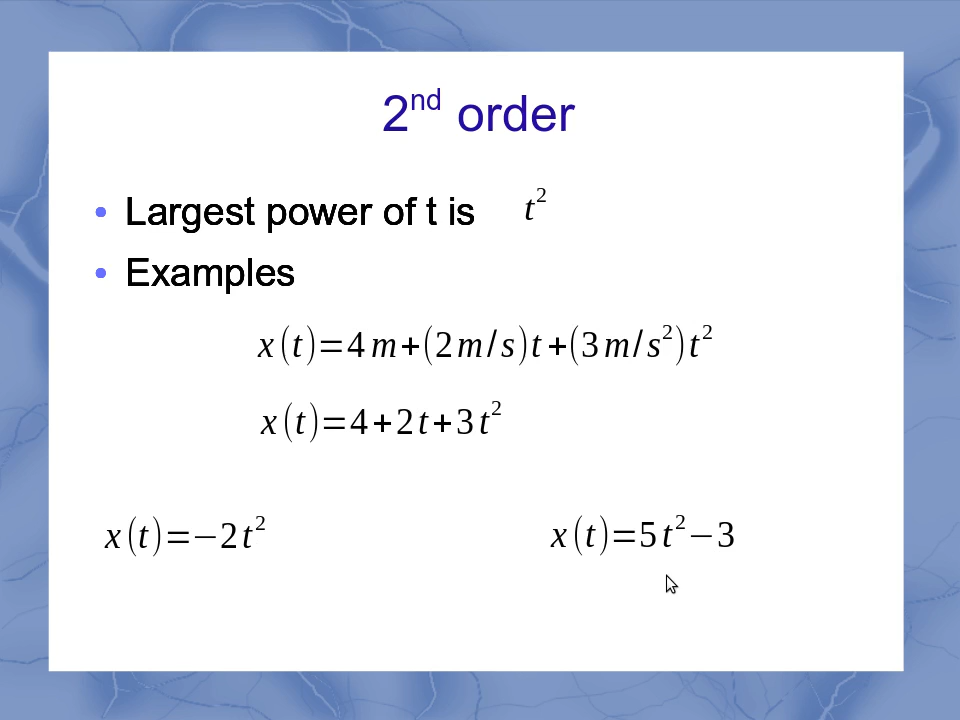 2nd order
• Largest power of t is t²
• Examples
x(t)=4m+(2m/s)t+(3m/s²)t²
x(t)=4+2t+3t²
x(t)=−2t² x(t)=5t²−3